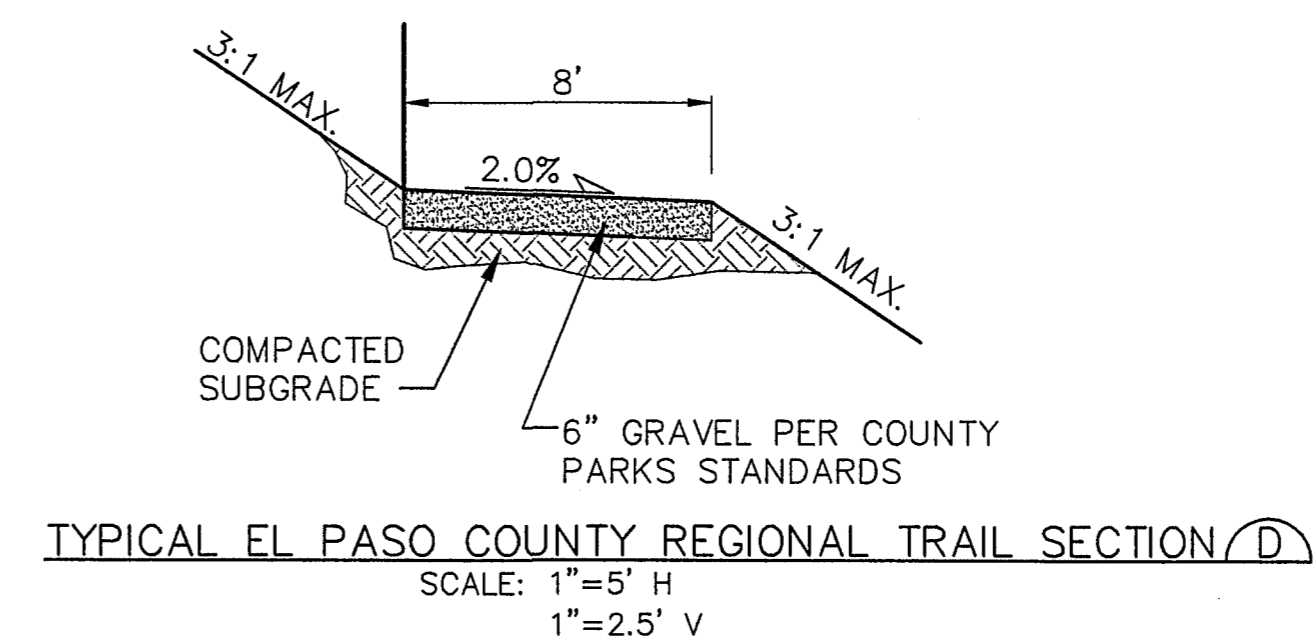 3:1 MAX.
8'
2.0%
3:1 MAX.
COMPACTED
SUBGRADE
6" GRAVEL PER COUNTY
PARKS STANDARDS
TYPICAL EL PASO COUNTY REGIONAL TRAIL SECTION D
SCALE: 1"=5' H
1"=2.5' V